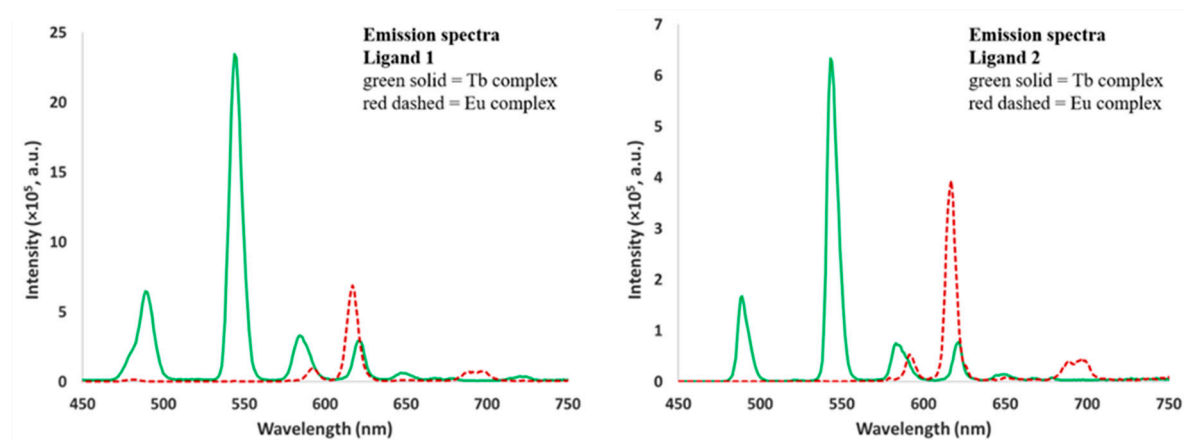 Emission spectra
Ligand 1
green solid = Tb complex
red dashed = Eu complex
Intensity (×10⁵, a.u.)
25
20
15
10
5
0
450 500 550 600 650 700 750
Wavelength (nm)
Emission spectra
Ligand 2
green solid = Tb complex
red dashed = Eu complex
Intensity (×10⁵, a.u.)
7
6
5
4
3
2
1
0
450 500 550 600 650 700 750
Wavelength (nm)